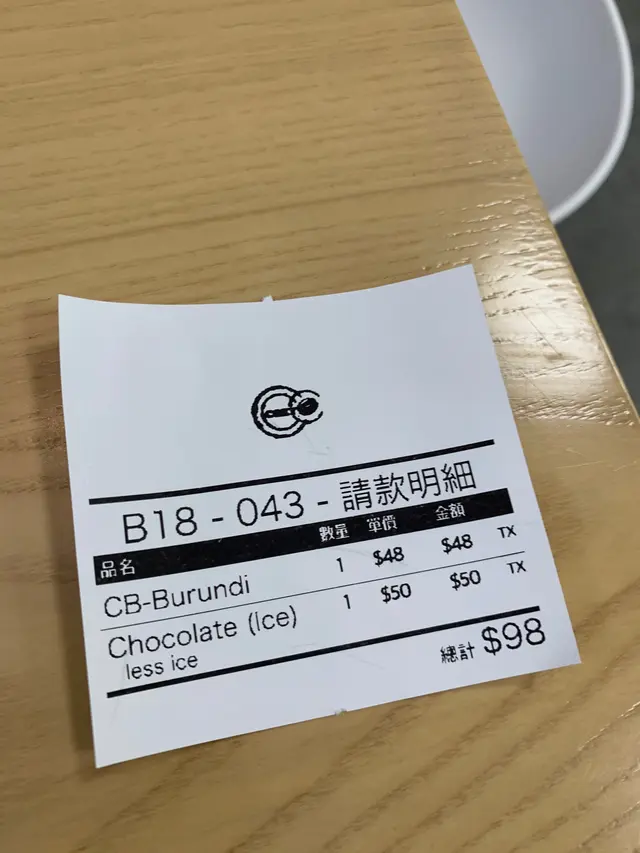 B18 - 043 - 請款明細
品名 數量 單價 金額
CB-Burundi 1 $48 $48 TX
Chocolate (Ice) 1 $50 $50 TX
less ice
總計 $98